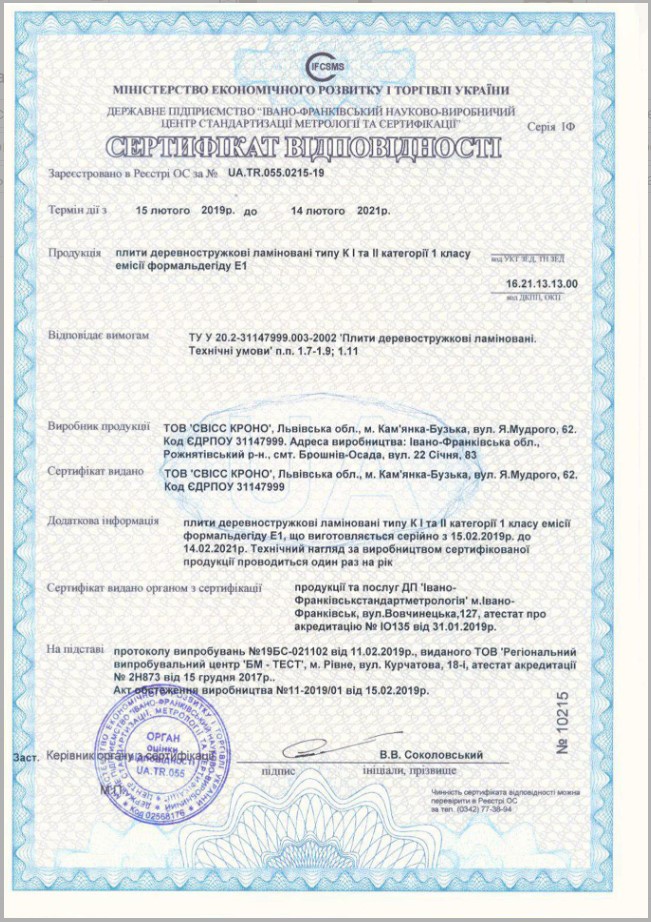 IFCSMS
МІНІСТЕРСТВО ЕКОНОМІЧНОГО РОЗВИТКУ І ТОРГІВЛІ УКРАЇНИ
ДЕРЖАВНЕ ПІДПРИЄМСТВО "ІВАНО-ФРАНКІВСЬКИЙ НАУКОВО-ВИРОБНИЧИЙ
ЦЕНТР СТАНДАРТИЗАЦІЇ МЕТРОЛОГІЇ ТА СЕРТИФІКАЦІЇ"
Серія ІФ
СЕРТИФІКАТ ВІДПОВІДНОСТІ
Зареєстровано в Реєстрі ОС за № UA.TR.055.0215-19
Термін дії з 15 лютого 2019р. до 14 лютого 2021р.
Продукція плити деревностружкові ламіновані типу К І та ІІ категорії 1 класу
емісії формальдегіду Е1
код УКТ ЗЕД, ТН ЗЕД
16.21.13.13.00
код ДКПП, ОКП
Відповідає вимогам ТУ У 20.2-31147999.003-2002 'Плити деревостружкові ламіновані.
Технічні умови' п.п. 1.7-1.9; 1.11
Виробник продукції ТОВ 'СВІСС КРОНО', Львівська обл., м. Кам'янка-Бузька, вул. Я.Мудрого, 62.
Код ЄДРПОУ 31147999. Адреса виробництва: Івано-Франківська обл.,
Рожнятівський р-н., смт. Брошнів-Осада, вул. 22 Січня, 83
Сертифікат видано ТОВ 'СВІСС КРОНО', Львівська обл., м. Кам'янка-Бузька, вул. Я.Мудрого, 62.
Код ЄДРПОУ 31147999
Додаткова інформація плити деревностружкові ламіновані типу К І та ІІ категорії 1 класу емісії
формальдегіду Е1, що виготовляється серійно з 15.02.2019р. до
14.02.2021р. Технічний нагляд за виробництвом сертифікованої
продукції проводиться один раз на рік
Сертифікат видано органом з сертифікації продукції та послуг ДП 'Івано-
Франківськстандартметрологія' м.Івано-
Франківськ, вул.Вовчинецька,127, атестат про
акредитацію № ІО135 від 31.01.2019р.
На підставі протоколу випробувань №19БС-021102 від 11.02.2019р., виданого ТОВ 'Регіональний
випробувальний центр 'БМ - ТЕСТ', м. Рівне, вул. Курчатова, 18-і, атестат акредитації
№ 2Н873 від 15 грудня 2017р..
Акт обстеження виробництва №11-2019/01 від 15.02.2019р.
№ 10215
ОРГАН
оцінки
відповідності
UA.TR.055
Код 02568176
Заст. Керівник органу з сертифікації В.В. Соколовський
підпис ініціали, прізвище
М.П.
Чинність сертифіката відповідності можна
перевірити в Реєстрі ОС
за тел. (0342) 77-38-94